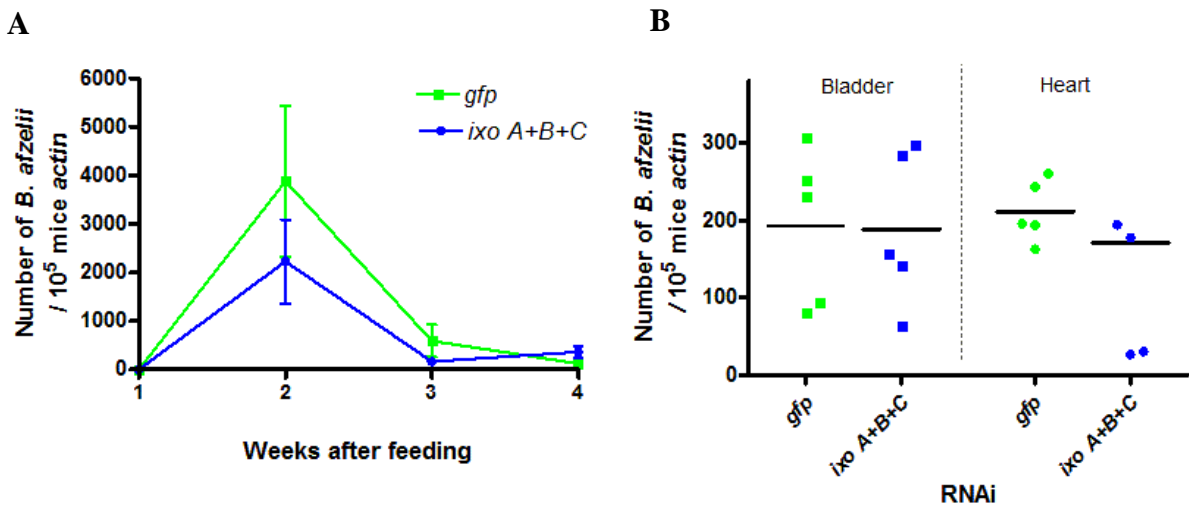 A
Number of B. afzelii
/ 10⁵ mice actin
6000
5000
4000
3000
2000
1000
0
gfp
ixo A+B+C
1 2 3 4
Weeks after feeding
B
Number of B. afzelii
/ 10⁵ mice actin
Bladder Heart
300
200
100
0
gfp ixo A+B+C gfp ixo A+B+C
RNAi